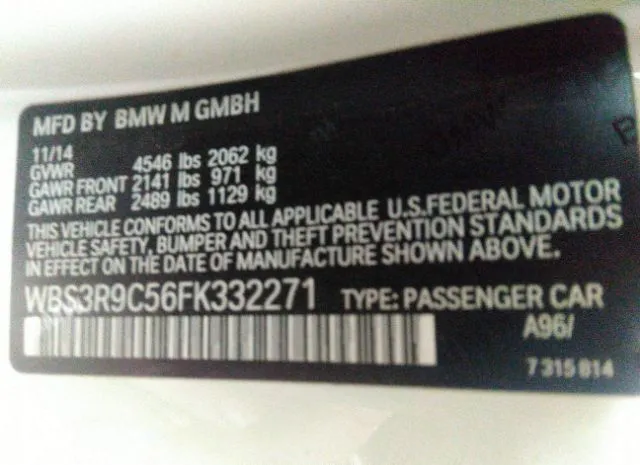 MFD BY BMW M GMBH
11/14
GVWR 4546 lbs 2062 kg
GAWR FRONT 2141 lbs 971 kg
GAWR REAR 2489 lbs 1129 kg
THIS VEHICLE CONFORMS TO ALL APPLICABLE U.S.FEDERAL MOTOR
VEHICLE SAFETY, BUMPER AND THEFT PREVENTION STANDARDS
IN EFFECT ON THE DATE OF MANUFACTURE SHOWN ABOVE.
WBS3R9C56FK332271 TYPE: PASSENGER CAR
A96/
7 315 814